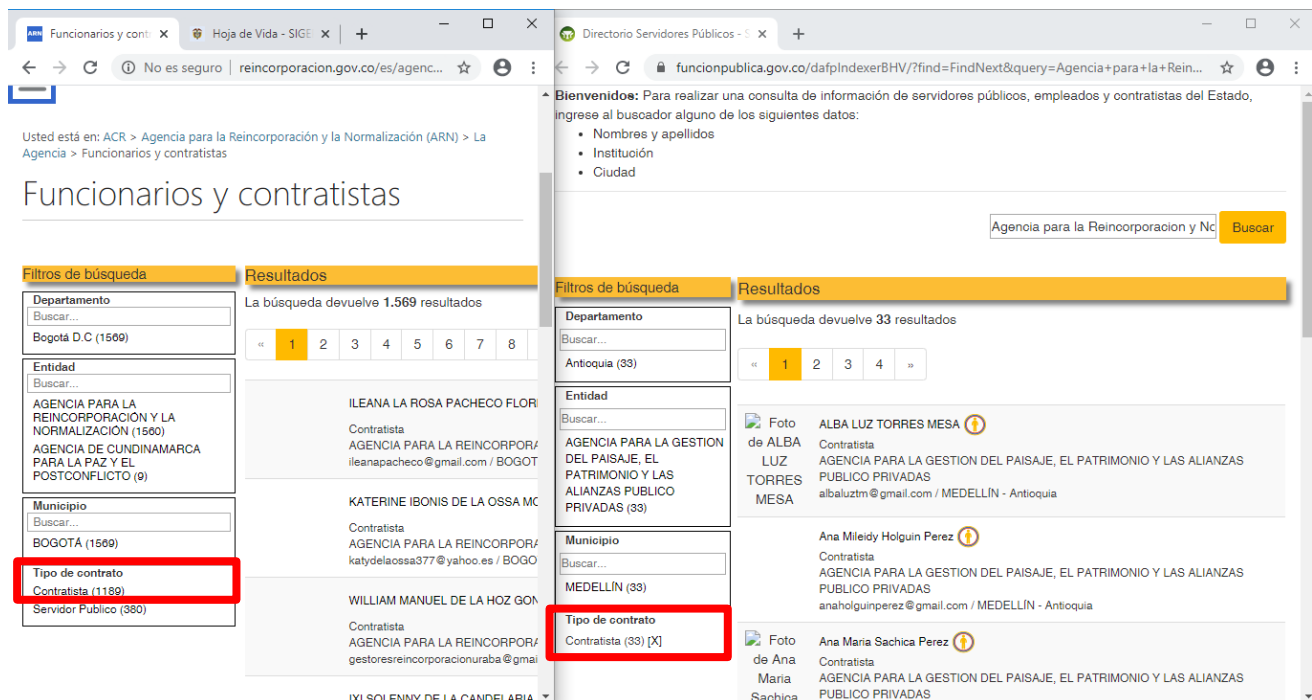 ARN Funcionarios y cont
Hoja de Vida - SIGE
No es seguro | reincorporacion.gov.co/es/agenc...
Usted está en: ACR > Agencia para la Reincorporación y la Normalización (ARN) > La
Agencia > Funcionarios y contratistas
Funcionarios y contratistas
Filtros de búsqueda
Departamento
Buscar...
Bogotá D.C (1569)
Entidad
Buscar...
AGENCIA PARA LA
REINCORPORACIÓN Y LA
NORMALIZACIÓN (1560)
AGENCIA DE CUNDINAMARCA
PARA LA PAZ Y EL
POSTCONFLICTO (9)
Municipio
Buscar...
BOGOTÁ (1569)
Tipo de contrato
Contratista (1189)
Servidor Publico (380)
Resultados
La búsqueda devuelve 1.569 resultados
« 1 2 3 4 5 6 7 8
ILEANA LA ROSA PACHECO FLOR
Contratista
AGENCIA PARA LA REINCORPORA
ileanapacheco@gmail.com / BOGOT
KATERINE IBONIS DE LA OSSA MO
Contratista
AGENCIA PARA LA REINCORPORA
katydelaossa377@yahoo.es / BOGO
WILLIAM MANUEL DE LA HOZ GON
Contratista
AGENCIA PARA LA REINCORPORA
gestoresreincorporacionuraba@gmai
IXI SOLENNY DE LA CANDELARIA
Directorio Servidores Públicos - S
funcionpublica.gov.co/dafpIndexerBHV/?find=FindNext&query=Agencia+para+la+Rein...
Bienvenidos: Para realizar una consulta de información de servidores públicos, empleados y contratistas del Estado,
ingrese al buscador alguno de los siguientes datos:
• Nombres y apellidos
• Institución
• Ciudad
Agencia para la Reincorporacion y No
Buscar
Filtros de búsqueda
Departamento
Buscar...
Antioquia (33)
Entidad
Buscar...
AGENCIA PARA LA GESTION
DEL PAISAJE, EL
PATRIMONIO Y LAS
ALIANZAS PUBLICO
PRIVADAS (33)
Municipio
Buscar...
MEDELLÍN (33)
Tipo de contrato
Contratista (33) [X]
Resultados
La búsqueda devuelve 33 resultados
« 1 2 3 4 »
Foto
de ALBA
LUZ
TORRES
MESA
ALBA LUZ TORRES MESA
Contratista
AGENCIA PARA LA GESTION DEL PAISAJE, EL PATRIMONIO Y LAS ALIANZAS
PUBLICO PRIVADAS
albaluztm@gmail.com / MEDELLÍN - Antioquia
Ana Mileidy Holguin Perez
Contratista
AGENCIA PARA LA GESTION DEL PAISAJE, EL PATRIMONIO Y LAS ALIANZAS
PUBLICO PRIVADAS
anaholguinperez@gmail.com / MEDELLÍN - Antioquia
Foto
de Ana
Maria
Sachica
Ana Maria Sachica Perez
Contratista
AGENCIA PARA LA GESTION DEL PAISAJE, EL PATRIMONIO Y LAS ALIANZAS
PUBLICO PRIVADAS